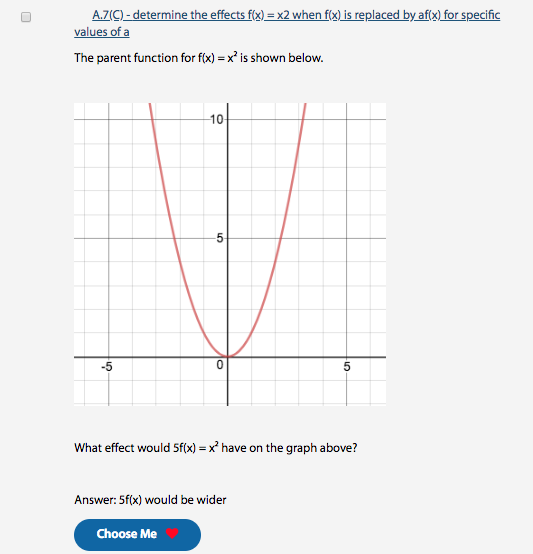 A.7(C) - determine the effects f(x) = x2 when f(x) is replaced by af(x) for specific
values of a
The parent function for f(x) = x² is shown below.
10
5
-5 0 5
What effect would 5f(x) = x² have on the graph above?
Answer: 5f(x) would be wider
Choose Me